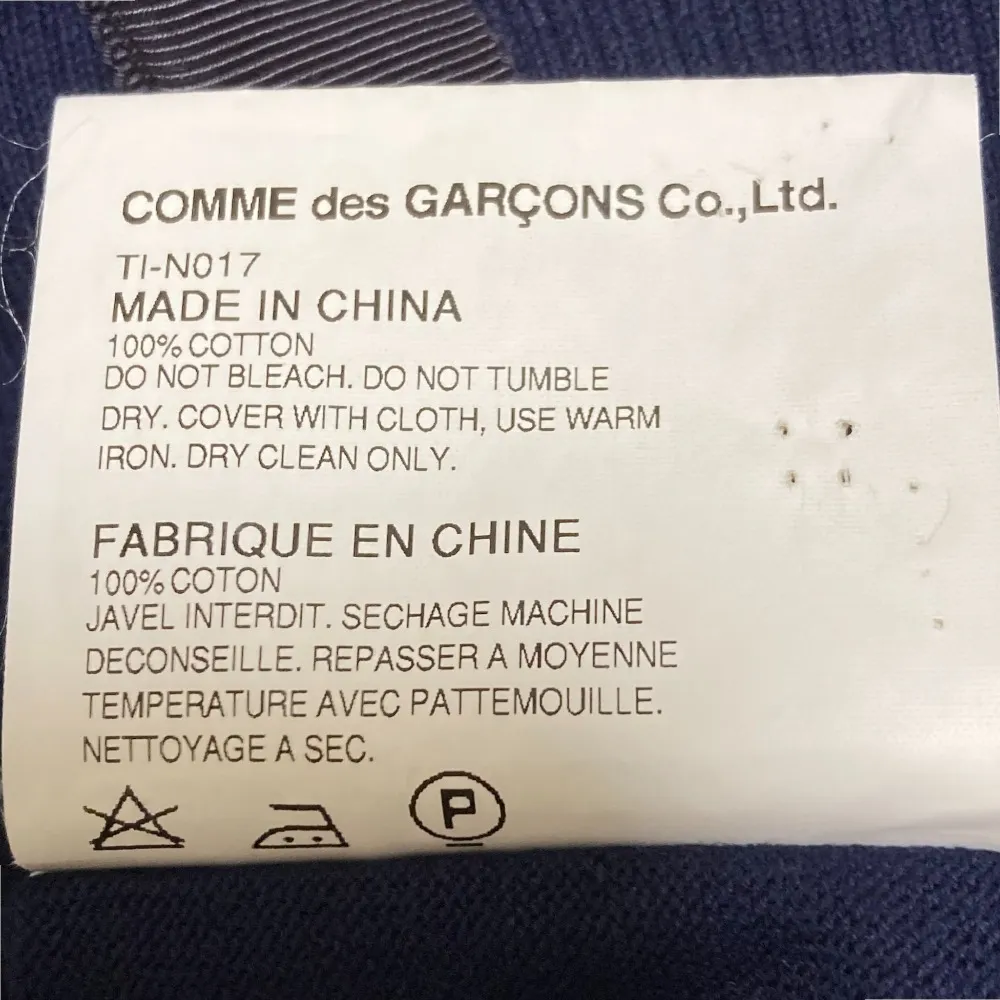 COMME des GARÇONS Co.,Ltd.
TI-N017
MADE IN CHINA
100% COTTON
DO NOT BLEACH. DO NOT TUMBLE
DRY. COVER WITH CLOTH, USE WARM
IRON. DRY CLEAN ONLY.
FABRIQUE EN CHINE
100% COTON
JAVEL INTERDIT. SECHAGE MACHINE
DECONSEILLE. REPASSER A MOYENNE
TEMPERATURE AVEC PATTEMOUILLE.
NETTOYAGE A SEC.
P